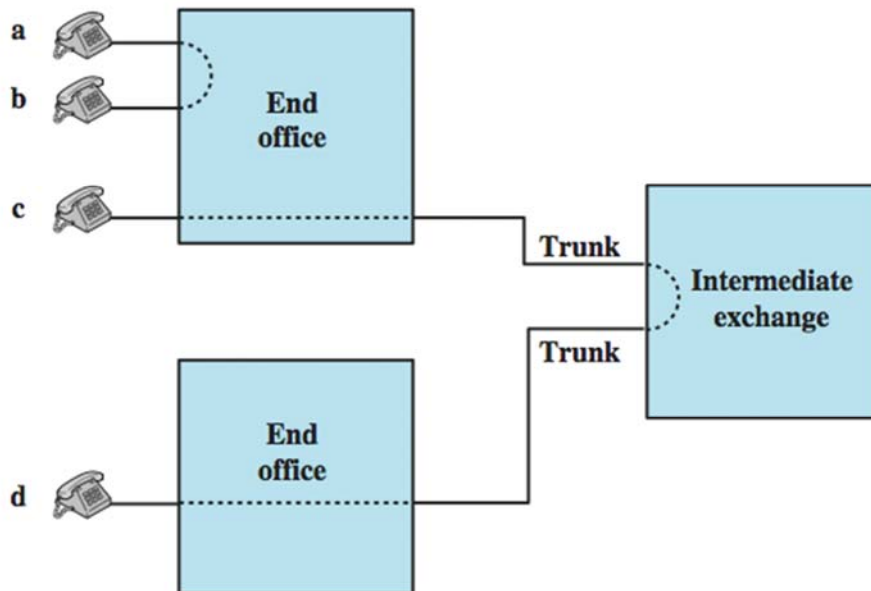 a
b
End
office
c
Trunk
Intermediate
exchange
Trunk
End
office
d